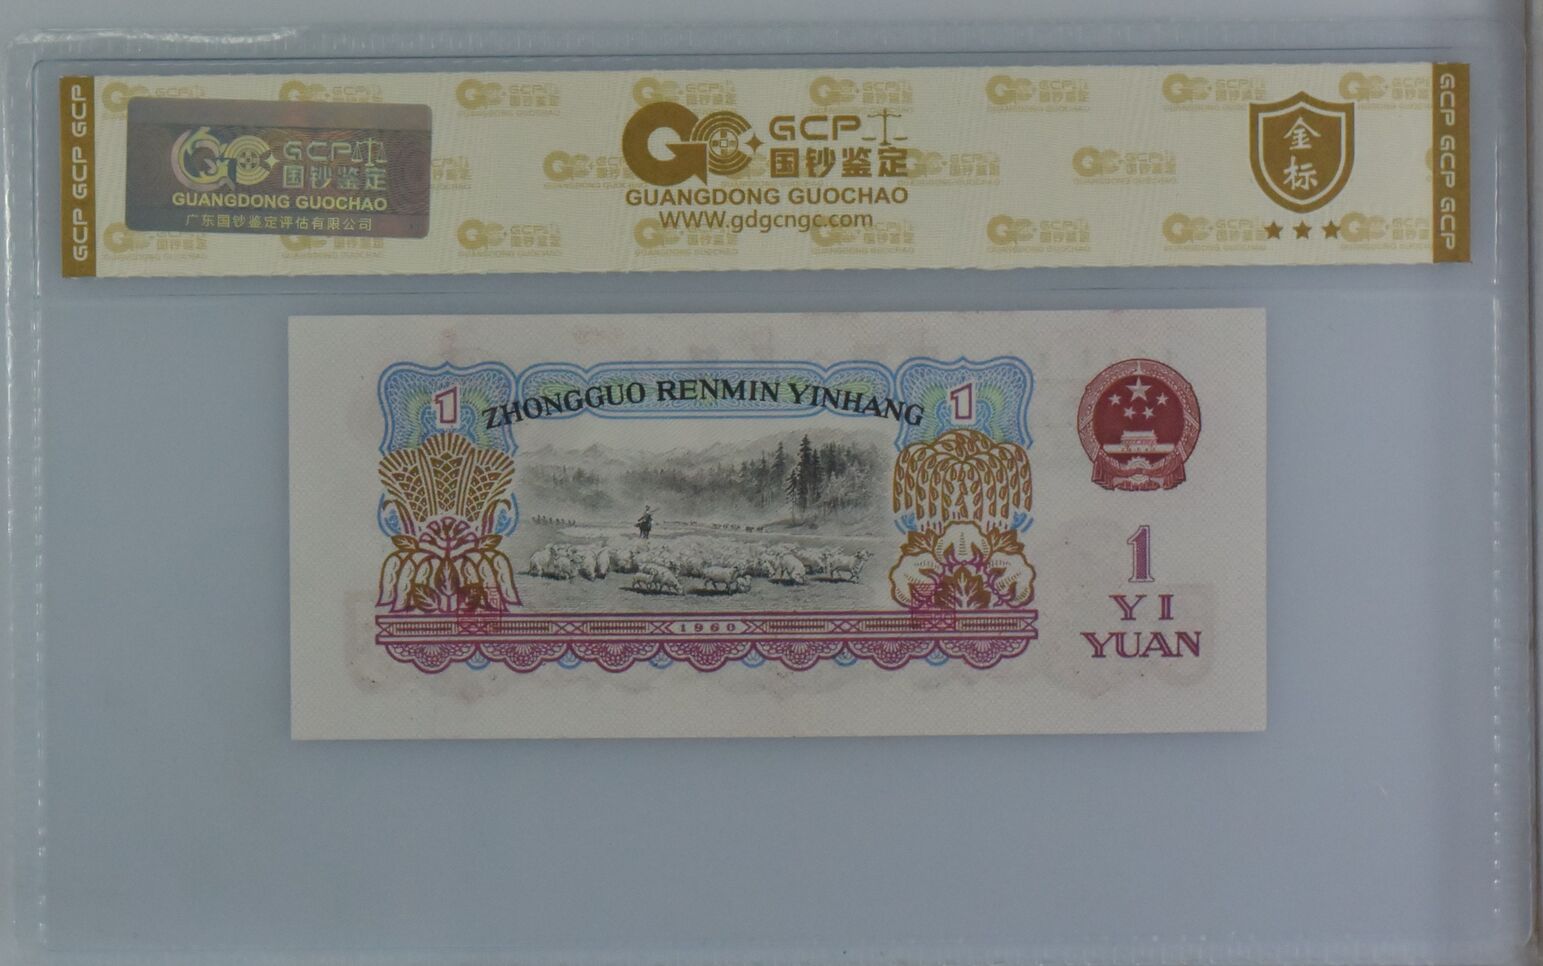 GCP GCP GCP
GCP
国钞鉴定
GUANGDONG GUOCHAO
广东国钞鉴定评估有限公司
GCP
国钞鉴定
GUANGDONG GUOCHAO
WWW.gdgcngc.com
金
标
GCP GCP GCP
ZHONGGUO RENMIN YINHANG
1
1
1960
1
YI
YUAN